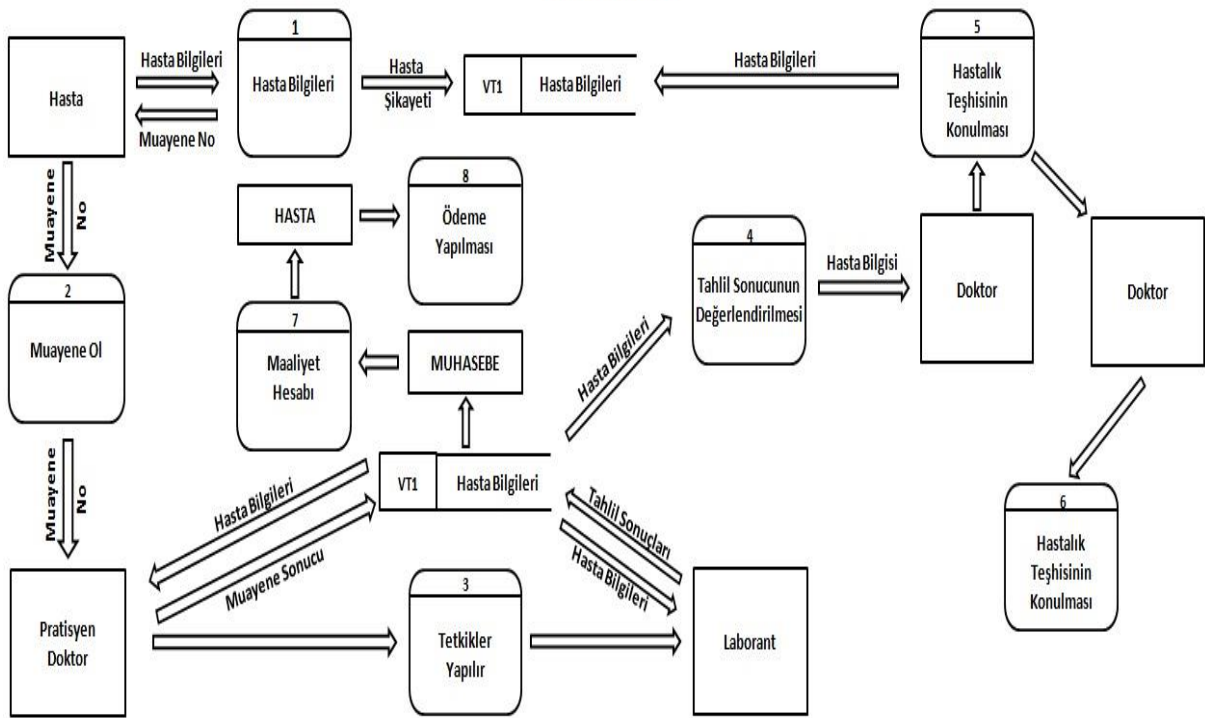 1
Hasta Bilgileri
Hasta
Hasta Bilgileri
Muayene No
Hasta
Şikayeti
VT1
Hasta Bilgileri
Hasta Bilgileri
5
Hastalık
Teşhisinin
Konulması
Muayene
No
HASTA
8
Ödeme
Yapılması
2
Muayene Ol
7
Maaliyet
Hesabı
MUHASEBE
4
Tahlil Sonucunun
Değerlendirilmesi
Hasta Bilgisi
Doktor
Doktor
Hasta Bilgileri
VT1
Hasta Bilgileri
Muayene
No
Hasta Bilgileri
Muayene Sonucu
Tahlil Sonuçları
Hasta Bilgileri
6
Hastalık
Teşhisinin
Konulması
Pratisyen
Doktor
3
Tetkikler
Yapılır
Laborant